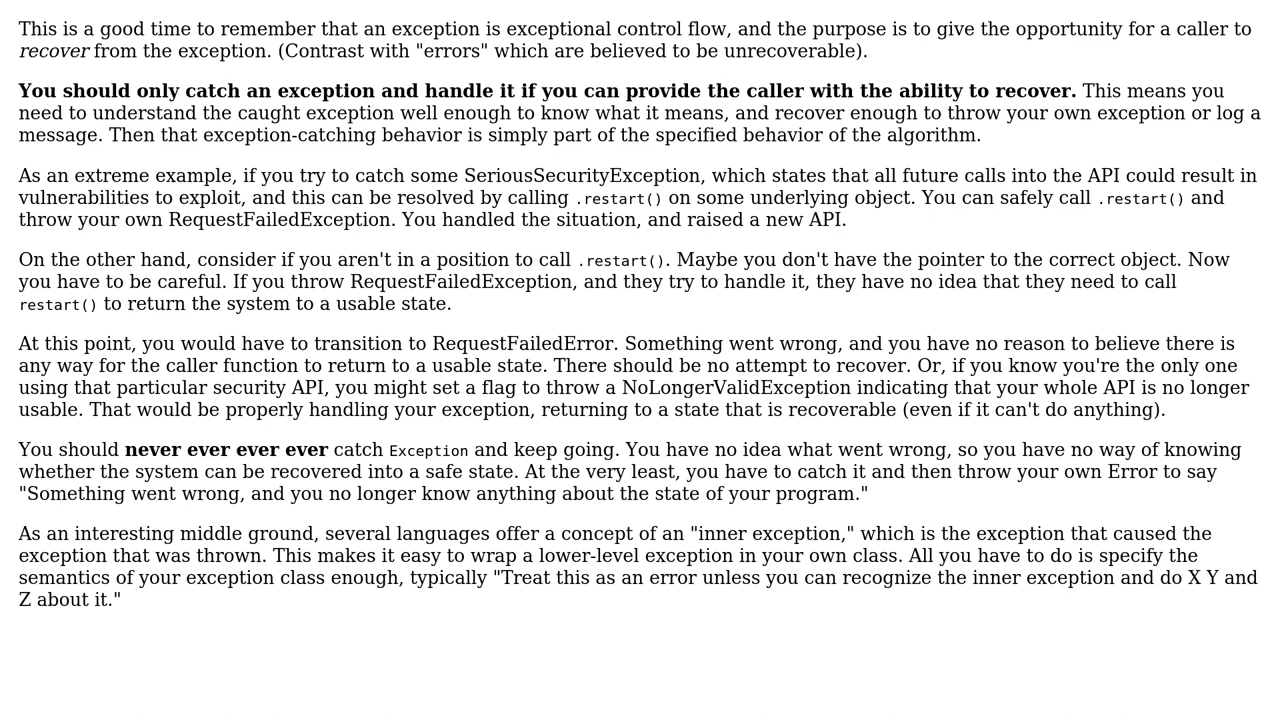 This is a good time to remember that an exception is exceptional control flow, and the purpose is to give the opportunity for a caller to
recover from the exception. (Contrast with "errors" which are believed to be unrecoverable).
You should only catch an exception and handle it if you can provide the caller with the ability to recover. This means you
need to understand the caught exception well enough to know what it means, and recover enough to throw your own exception or log a
message. Then that exception-catching behavior is simply part of the specified behavior of the algorithm.
As an extreme example, if you try to catch some SeriousSecurityException, which states that all future calls into the API could result in
vulnerabilities to exploit, and this can be resolved by calling .restart() on some underlying object. You can safely call .restart() and
throw your own RequestFailedException. You handled the situation, and raised a new API.
On the other hand, consider if you aren't in a position to call .restart(). Maybe you don't have the pointer to the correct object. Now
you have to be careful. If you throw RequestFailedException, and they try to handle it, they have no idea that they need to call
restart() to return the system to a usable state.
At this point, you would have to transition to RequestFailedError. Something went wrong, and you have no reason to believe there is
any way for the caller function to return to a usable state. There should be no attempt to recover. Or, if you know you're the only one
using that particular security API, you might set a flag to throw a NoLongerValidException indicating that your whole API is no longer
usable. That would be properly handling your exception, returning to a state that is recoverable (even if it can't do anything).
You should never ever ever ever catch Exception and keep going. You have no idea what went wrong, so you have no way of knowing
whether the system can be recovered into a safe state. At the very least, you have to catch it and then throw your own Error to say
"Something went wrong, and you no longer know anything about the state of your program."
As an interesting middle ground, several languages offer a concept of an "inner exception," which is the exception that caused the
exception that was thrown. This makes it easy to wrap a lower-level exception in your own class. All you have to do is specify the
semantics of your exception class enough, typically "Treat this as an error unless you can recognize the inner exception and do X Y and
Z about it."